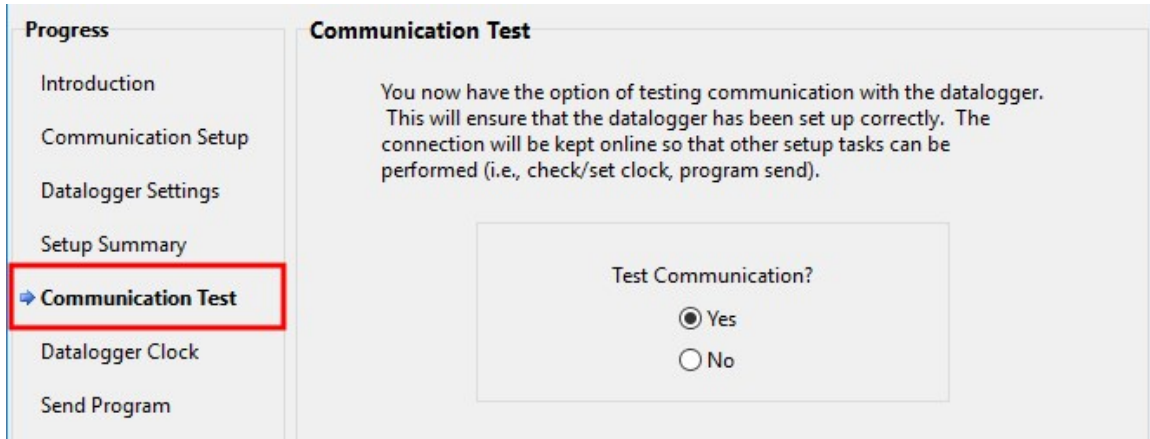 Progress
Introduction
Communication Setup
Datalogger Settings
Setup Summary
Communication Test
Datalogger Clock
Send Program
Communication Test
You now have the option of testing communication with the datalogger.
This will ensure that the datalogger has been set up correctly.  The
connection will be kept online so that other setup tasks can be
performed (i.e., check/set clock, program send).
Test Communication?
Yes
No